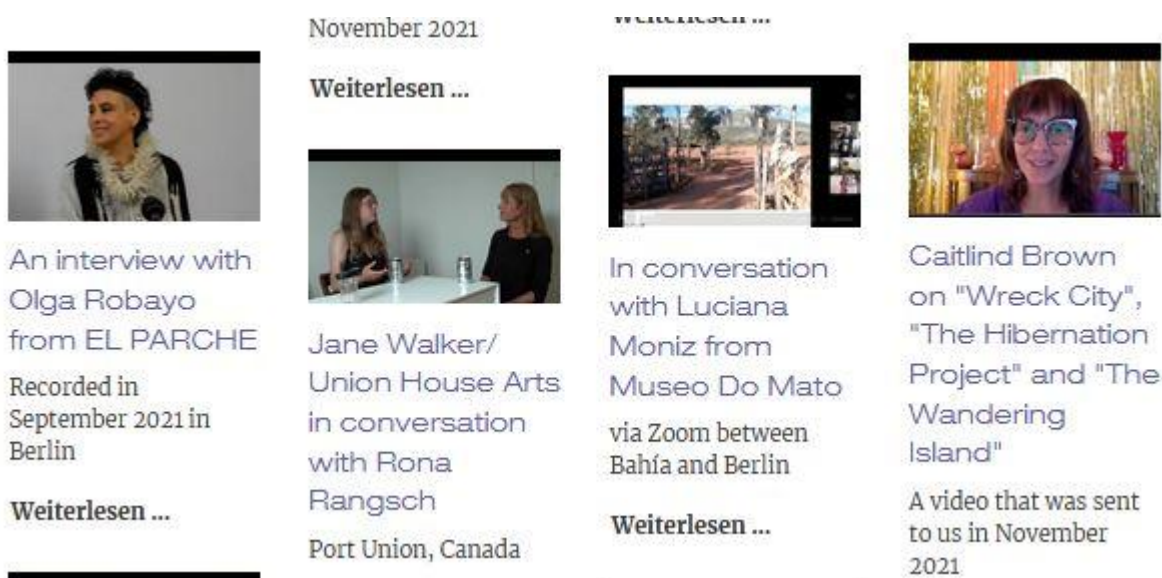 An interview with
Olga Robayo
from EL PARCHE
Recorded in
September 2021 in
Berlin
Weiterlesen ...
November 2021
Weiterlesen ...
Jane Walker/
Union House Arts
in conversation
with Rona
Rangsch
Port Union, Canada
Weiterlesen ...
In conversation
with Luciana
Moniz from
Museo Do Mato
via Zoom between
Bahía and Berlin
Weiterlesen ...
Caitlind Brown
on "Wreck City",
"The Hibernation
Project" and "The
Wandering
Island"
A video that was sent
to us in November
2021